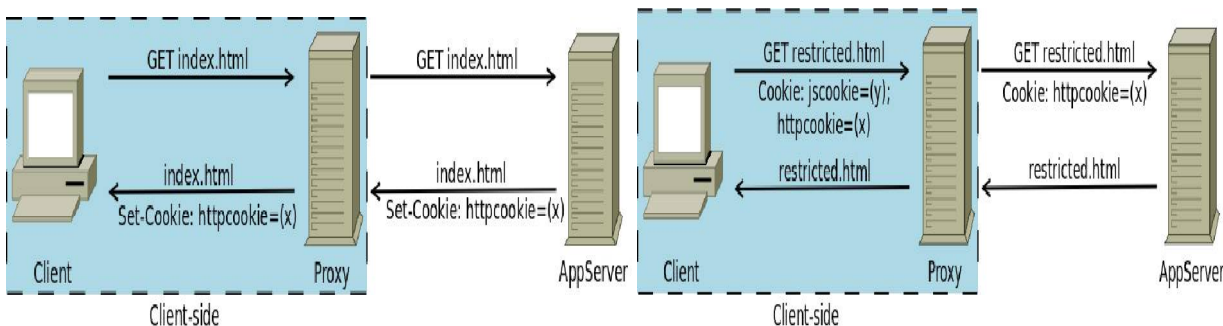 GET index.html
GET index.html
index.html
Set-Cookie: httpcookie=(x)
index.html
Set-Cookie: httpcookie=(x)
Client
Proxy
AppServer
Client-side
GET restricted.html
Cookie: jscookie=(y);
httpcookie=(x)
GET restricted.html
Cookie: httpcookie=(x)
restricted.html
restricted.html
Client
Proxy
AppServer
Client-side